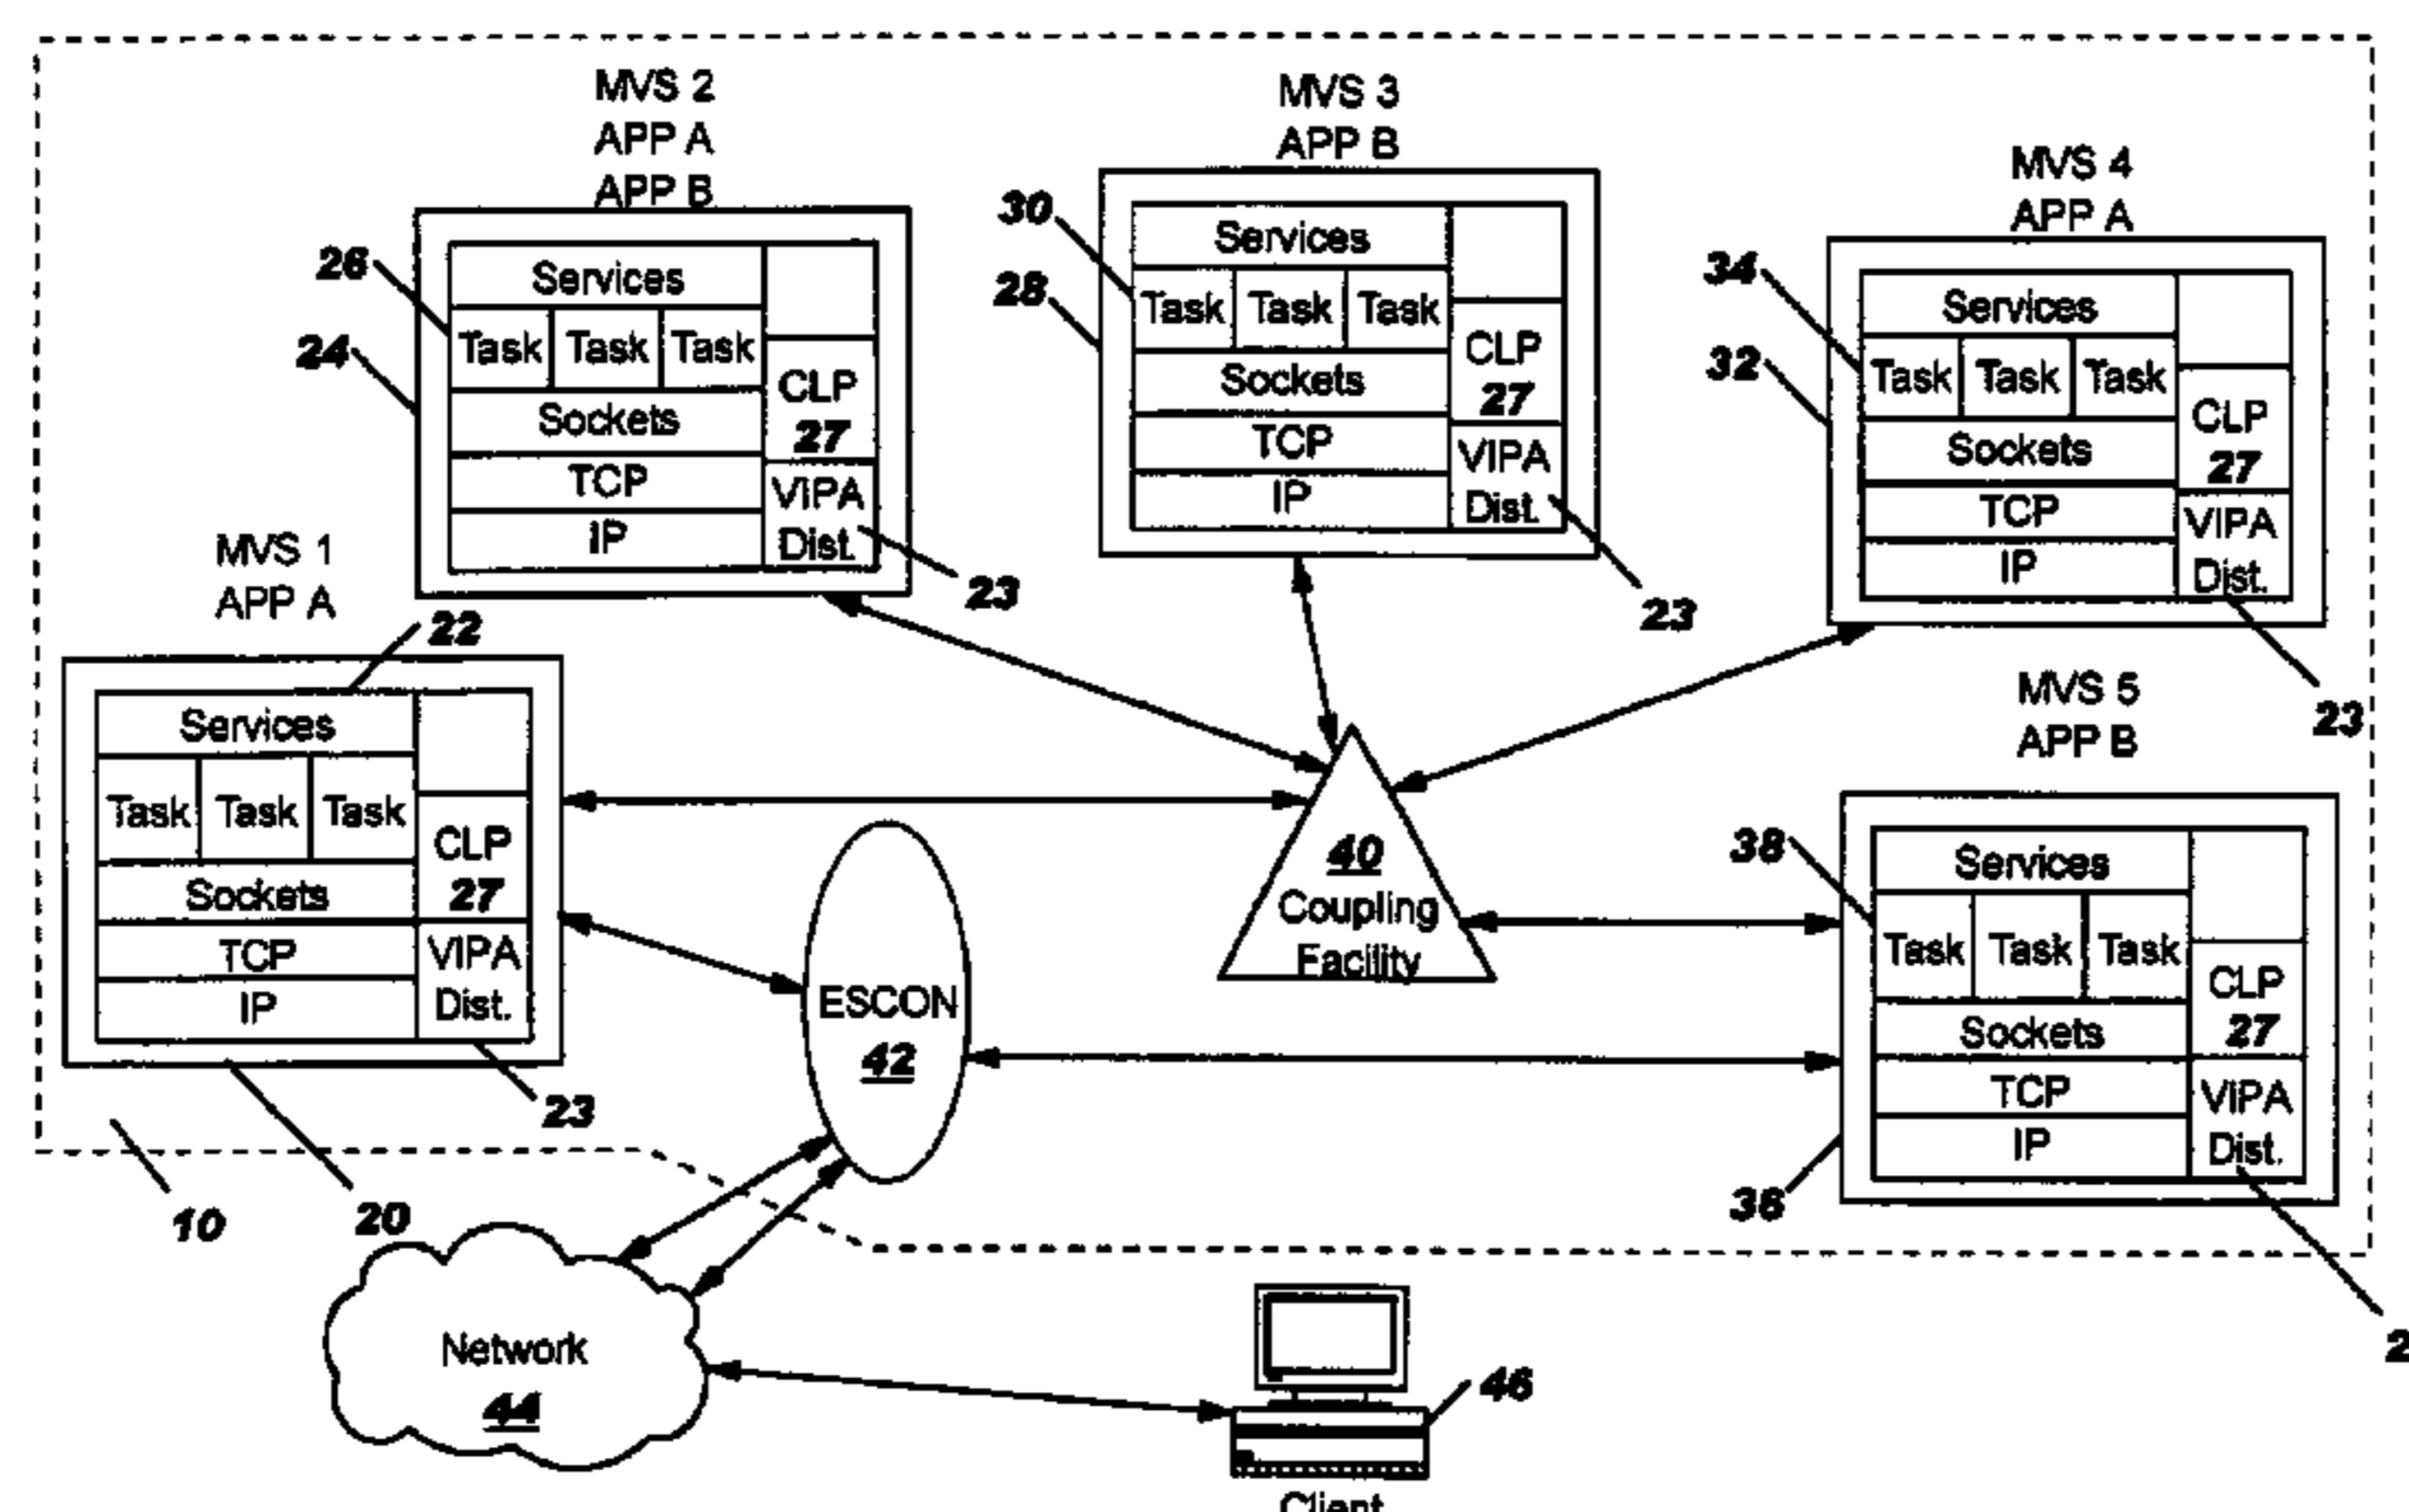 MVS 2
APP A
APP B
26
24
Services
Task Task Task
Sockets
TCP
IP
CLP
27
VIPA
Dist.
23
MVS 3
APP B
30
28
Services
Task Task Task
Sockets
TCP
IP
CLP
27
VIPA
Dist.
23
MVS 4
APP A
34
32
Services
Task Task Task
Sockets
TCP
IP
CLP
27
VIPA
Dist.
23
MVS 1
APP A
22
Services
Task Task Task
Sockets
TCP
IP
CLP
27
VIPA
Dist.
23
20
10
40
Coupling
Facility
ESCON
42
MVS 5
APP B
38
36
Services
Task Task Task
Sockets
TCP
IP
CLP
27
VIPA
Dist.
2
Network
44
46
Client